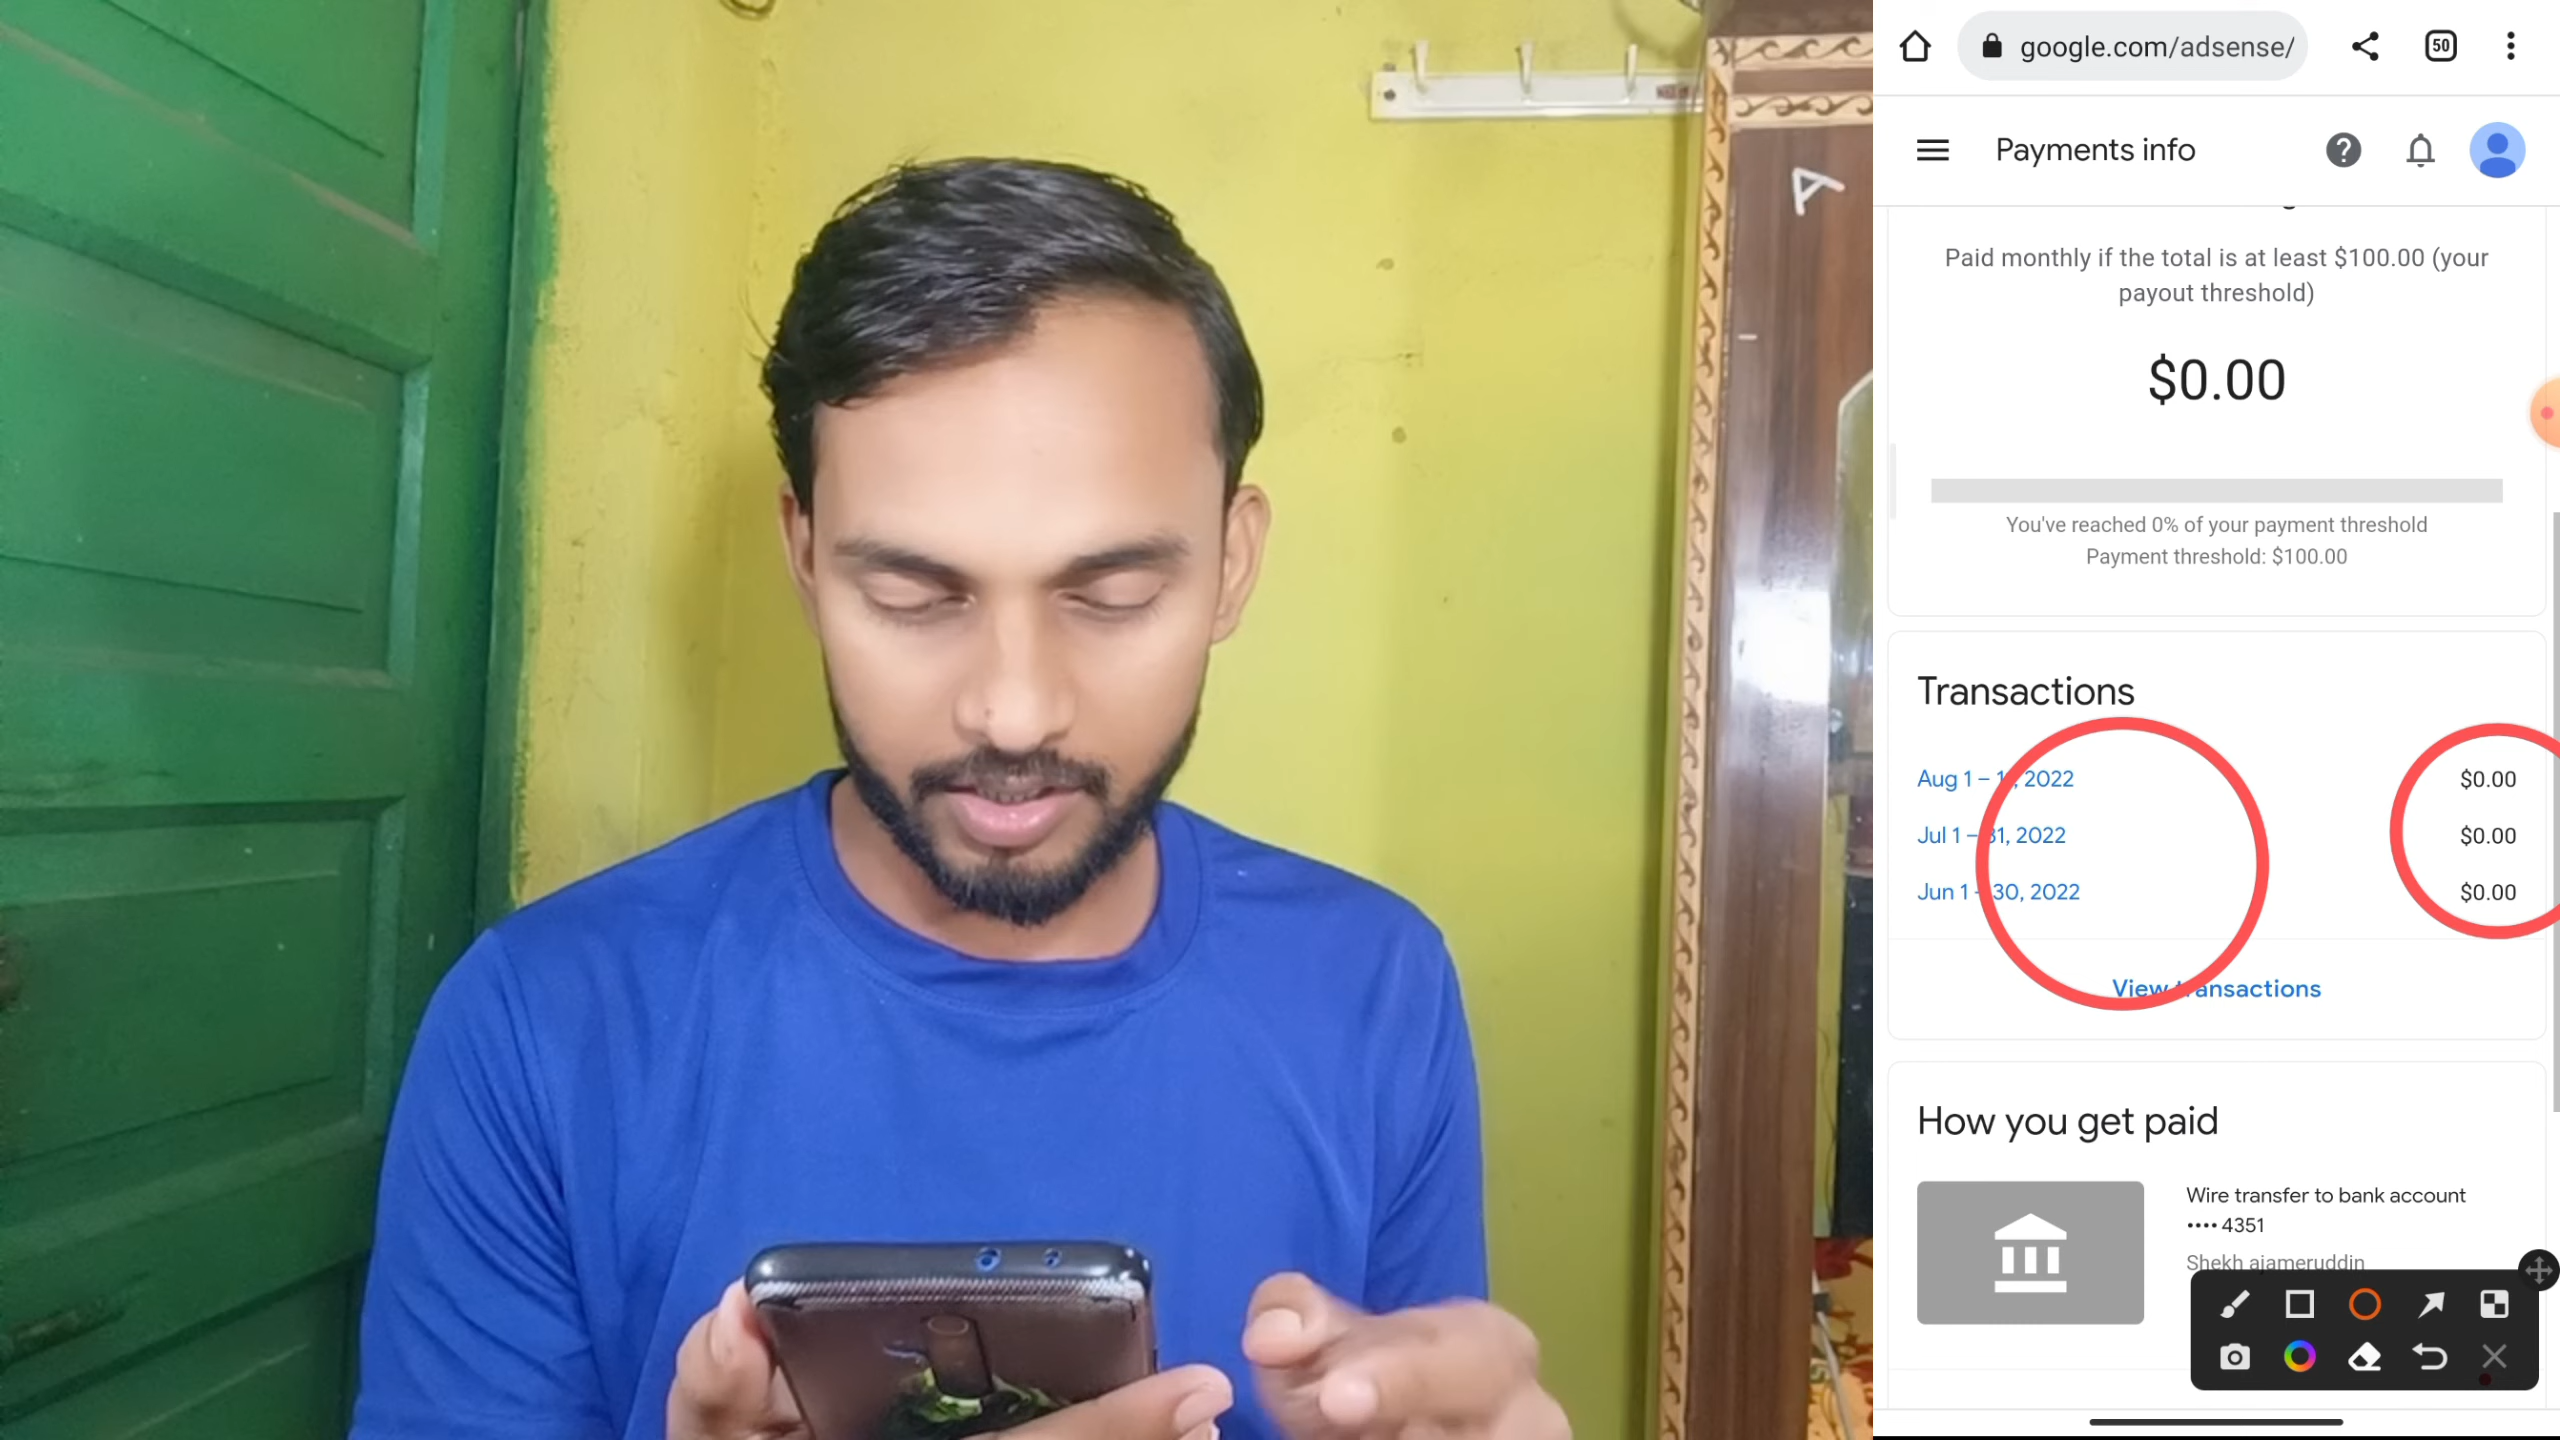 A
google.com/adsense/
50
Payments info
Paid monthly if the total is at least $100.00 (your
payout threshold)
$0.00
You've reached 0% of your payment threshold
Payment threshold: $100.00
Transactions
Aug 1 – 1, 2022 $0.00
Jul 1 – 31, 2022 $0.00
Jun 1 – 30, 2022 $0.00
View transactions
How you get paid
Wire transfer to bank account
•••• 4351
Shekh ajameruddin